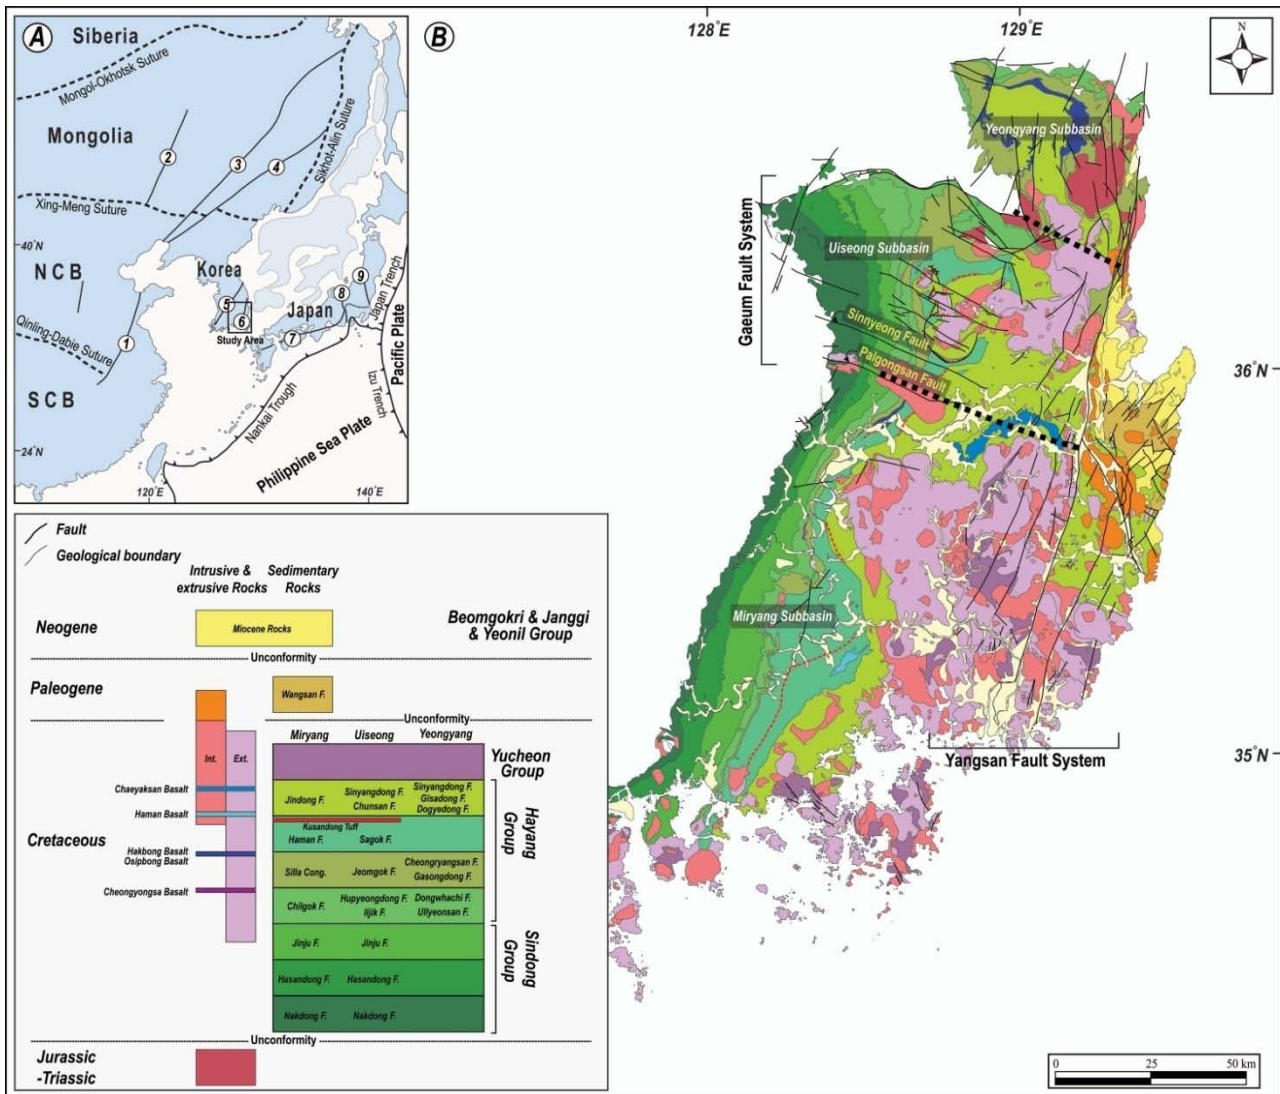 A
Siberia
Mongol-Okhotsk Suture
Mongolia
2
3
4
Sikhot-Alin Suture
Xing-Meng Suture
40°N
NCB
Korea
5
6
Study Area
Japan
7
8
9
Japan Trench
Pacific Plate
Qinling-Dabie Suture
1
SCB
Nankai Trough
Izu Trench
Philippine Sea Plate
24°N
120°E
140°E
B
128°E
129°E
N
Yeongyang Subbasin
Gaeum Fault System
Uiseong Subbasin
Sinnyeong Fault
Palgongsan Fault
36°N
Miryang Subbasin
35°N
Yangsan Fault System
0 25 50 km
Fault
Geological boundary
Intrusive & extrusive Rocks
Sedimentary Rocks
Neogene
Miocene Rocks
Beomgokri & Janggi & Yeonil Group
Unconformity
Paleogene
Wangsan F.
Unconformity
Miryang Uiseong Yeongyang
Int.
Ext.
Yucheon Group
Chaeyaksan Basalt
Haman Basalt
Cretaceous
Hakbong Basalt
Osipbong Basalt
Cheongyongsa Basalt
Jindong F.
Sinyangdong F.
Chunsan F.
Sinyangdong F.
Gisadong F.
Dogyedong F.
Kusandong Tuff
Haman F. Sagok F.
Silla Cong. Jeomgok F.
Cheongryangsan F.
Gasongdong F.
Chilgok F.
Hupyeongdong F.
Iljik F.
Dongwhachi F.
Ullyeonsan F.
Hayang Group
Jinju F. Jinju F.
Hasandong F. Hasandong F.
Nakdong F. Nakdong F.
Sindong Group
Unconformity
Jurassic
-Triassic